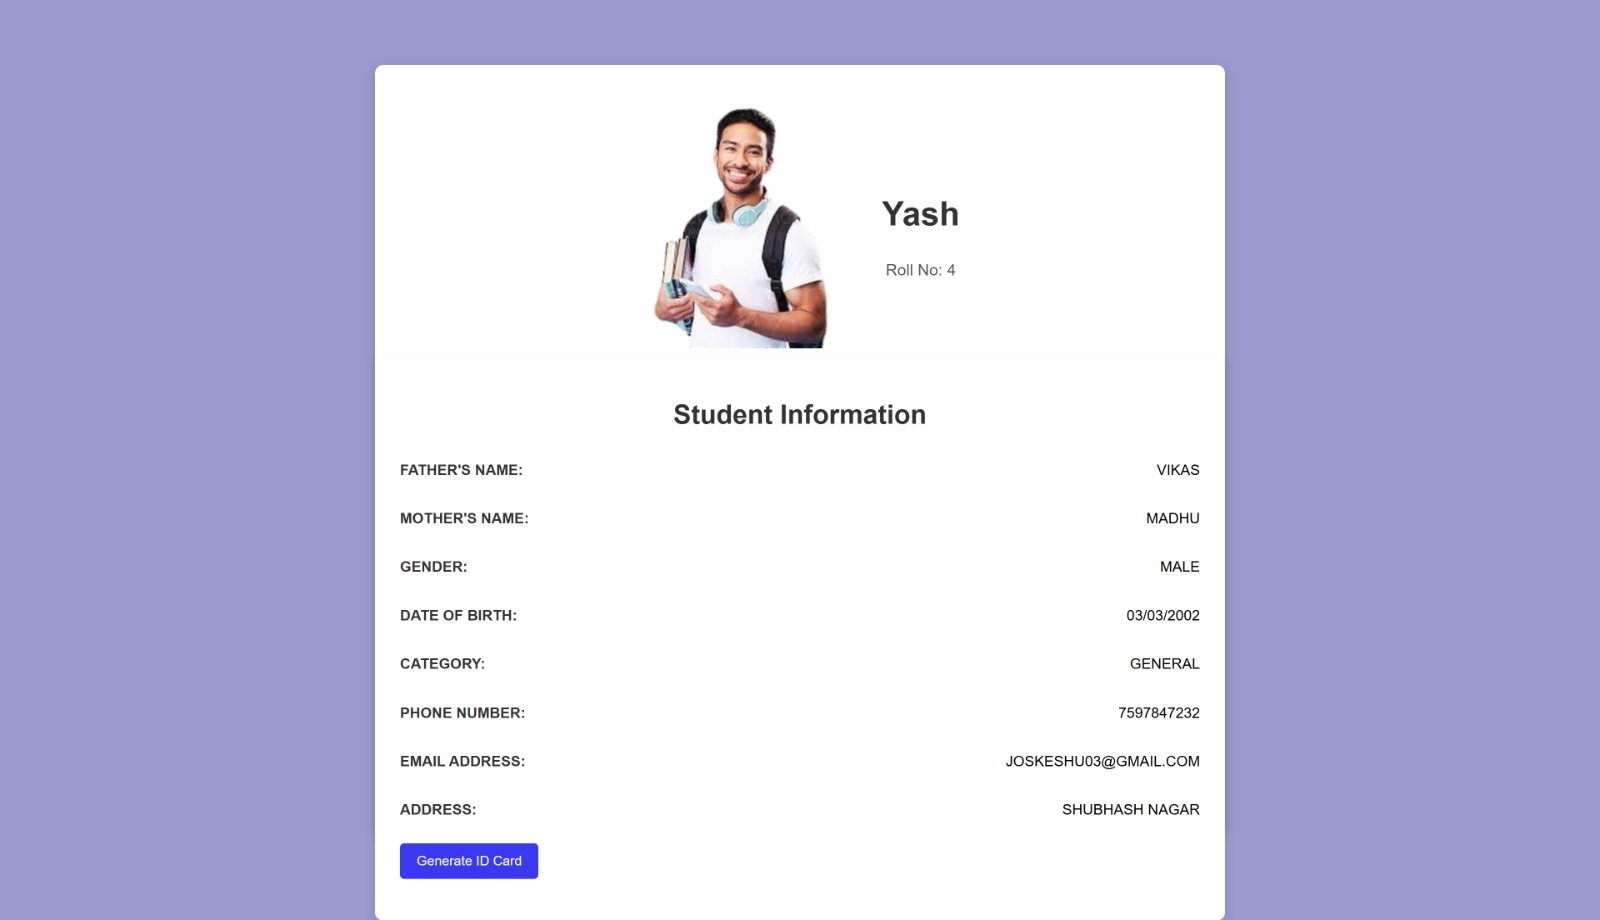 Yash
Roll No: 4
Student Information
FATHER'S NAME: VIKAS
MOTHER'S NAME: MADHU
GENDER: MALE
DATE OF BIRTH: 03/03/2002
CATEGORY: GENERAL
PHONE NUMBER: 7597847232
EMAIL ADDRESS: JOSKESHU03@GMAIL.COM
ADDRESS: SHUBHASH NAGAR
Generate ID Card